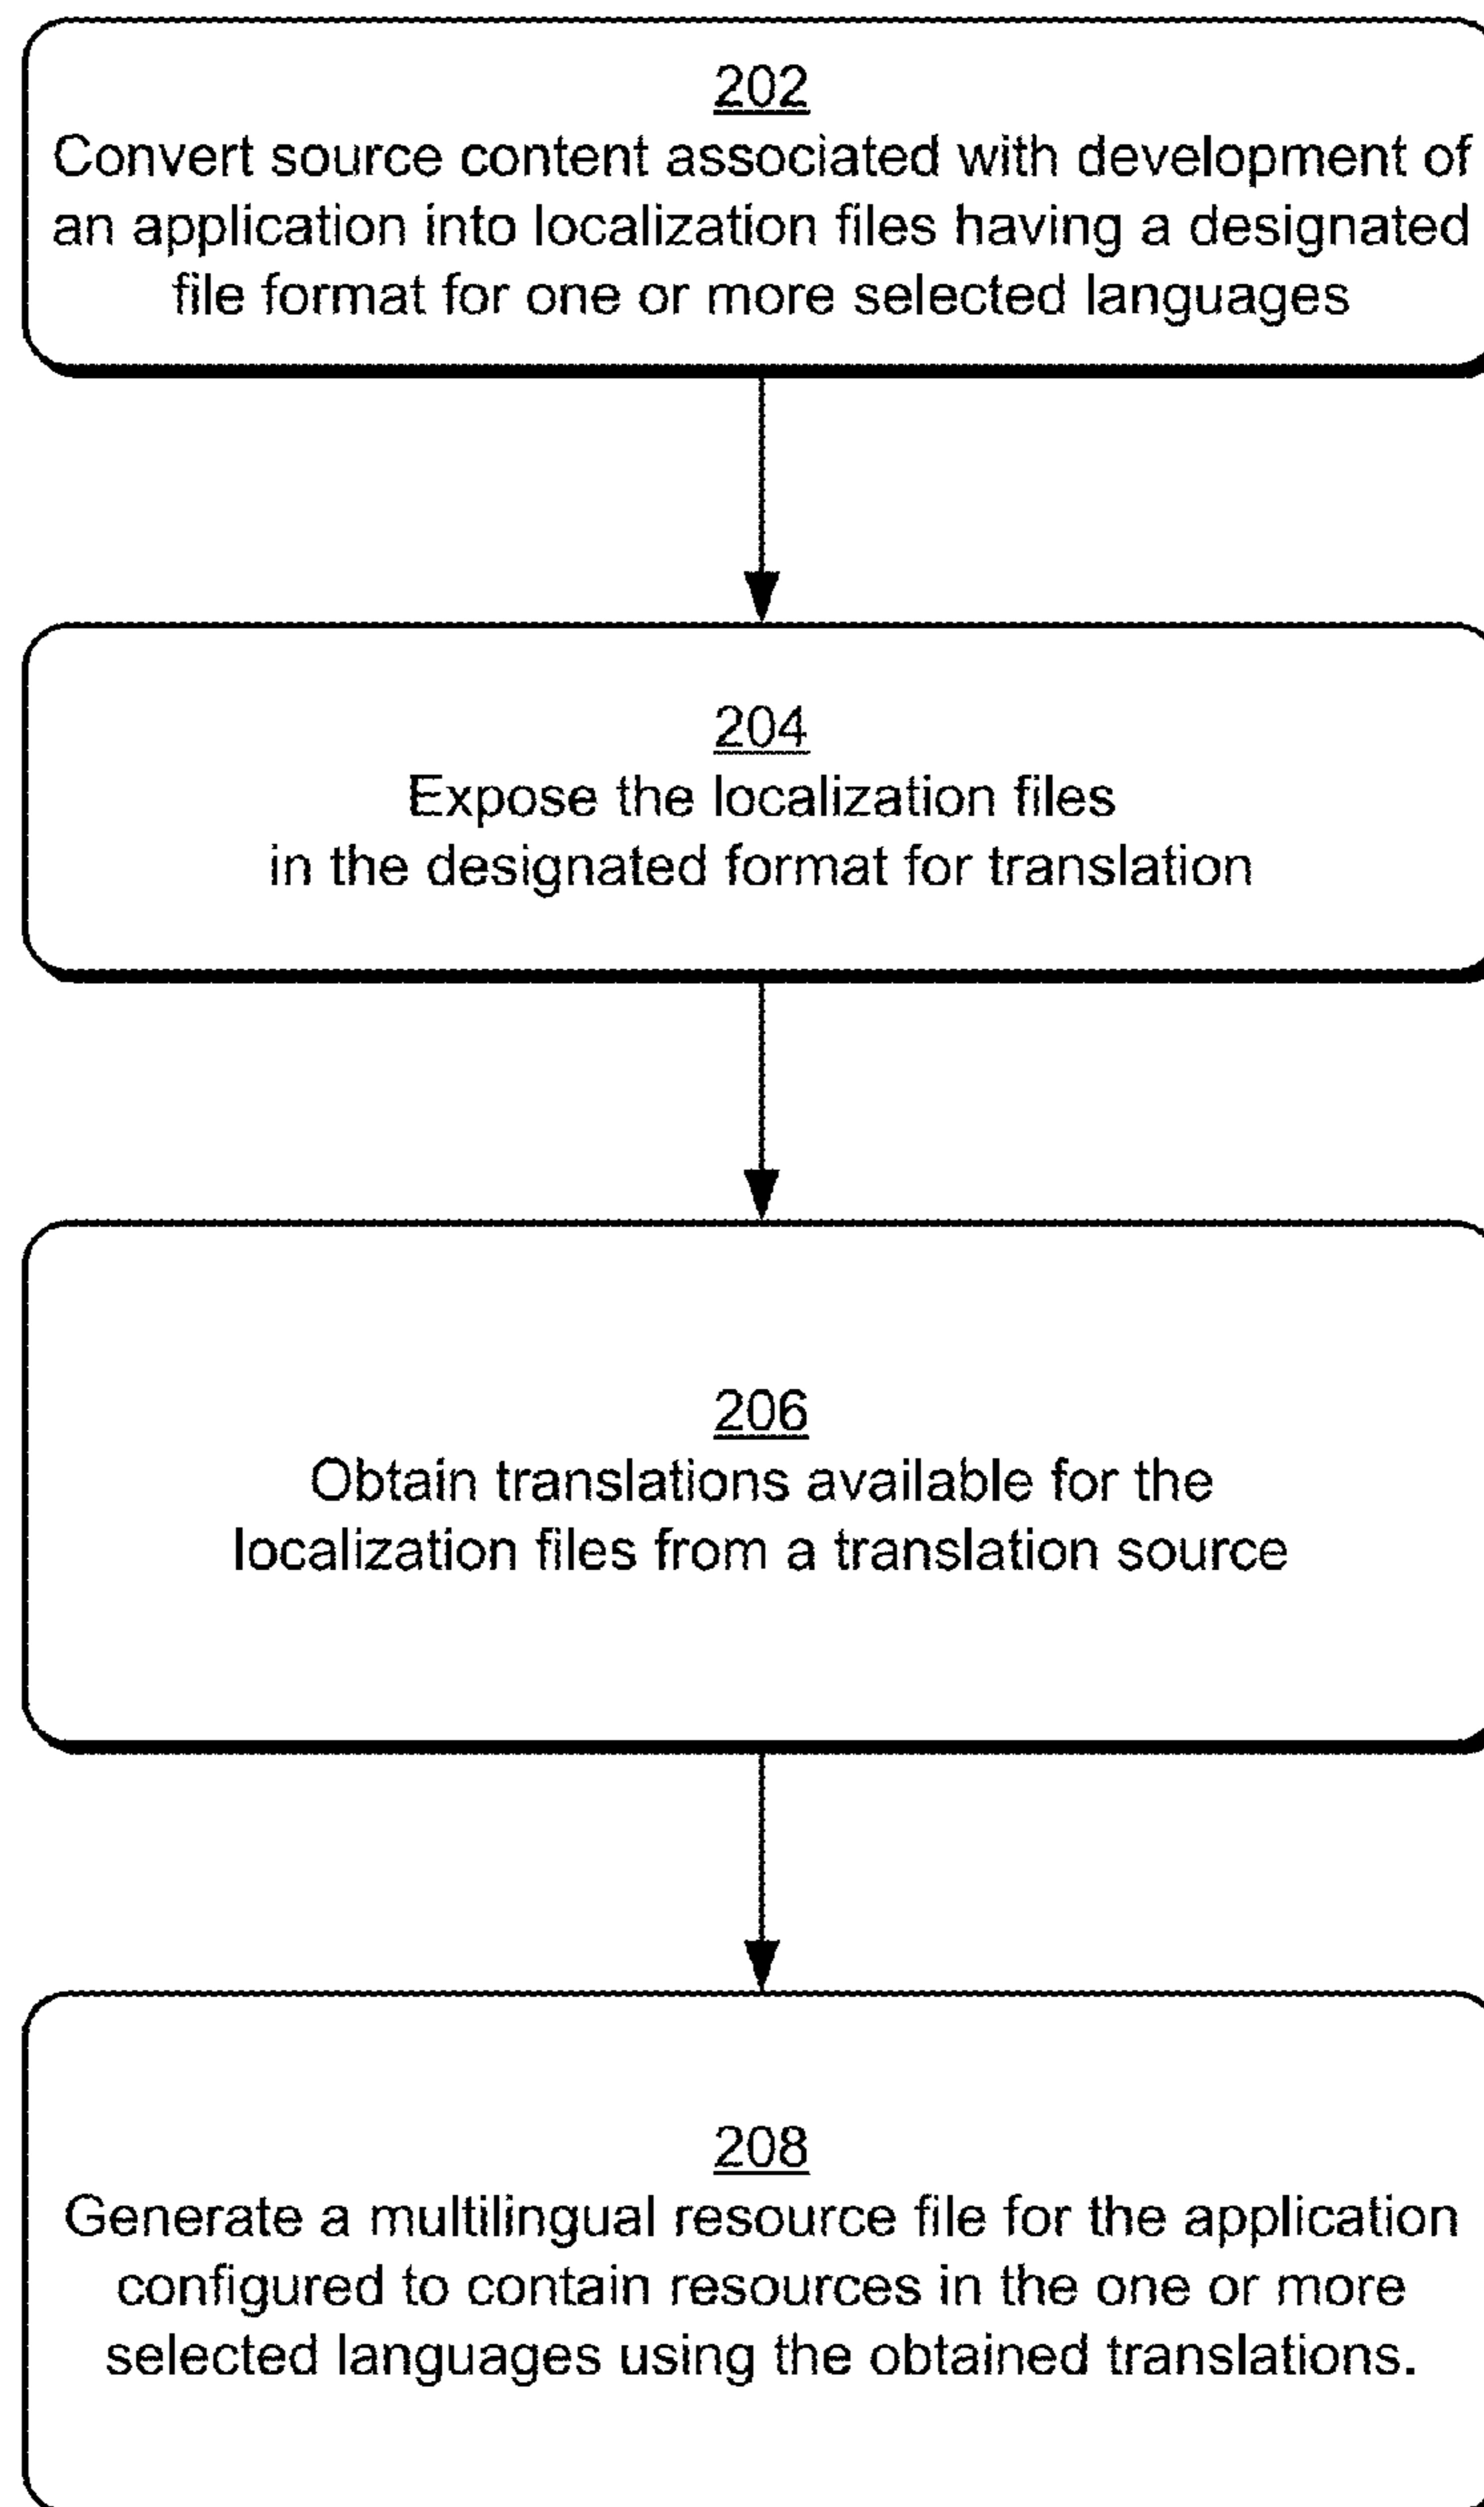 202
Convert source content associated with development of
an application into localization files having a designated
file format for one or more selected languages
204
Expose the localization files
in the designated format for translation
206
Obtain translations available for the
localization files from a translation source
208
Generate a multilingual resource file for the application
configured to contain resources in the one or more
selected languages using the obtained translations.